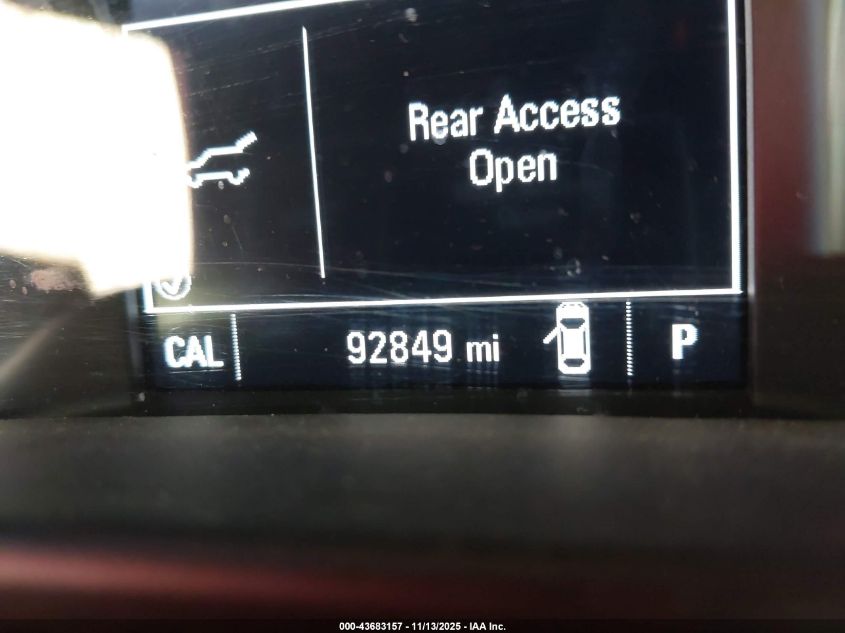 Rear Access
Open
CAL 92849 mi P
000-43683157 - 11/13/2025 - IAA Inc.